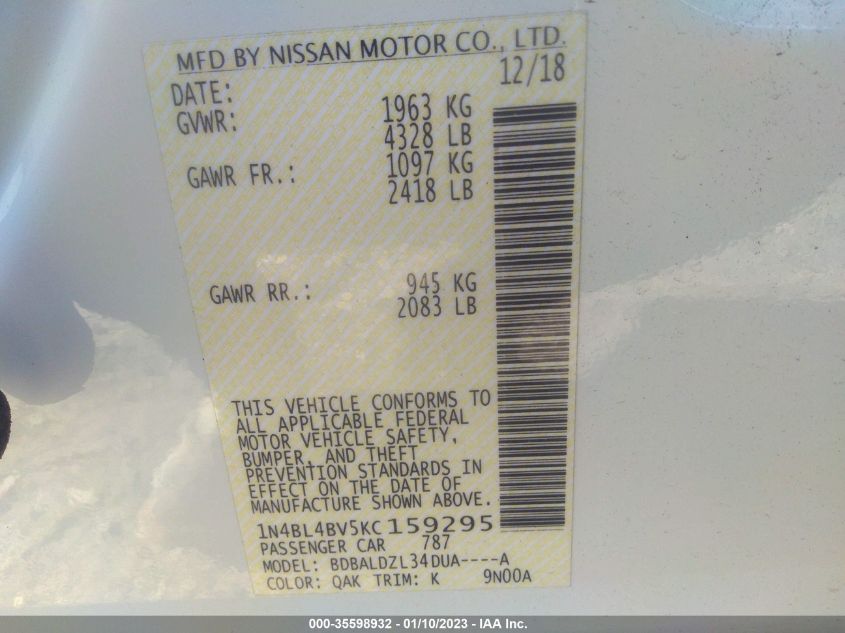 MFD BY NISSAN MOTOR CO., LTD.
DATE: 12/18
GVWR: 1963 KG
4328 LB
GAWR FR.: 1097 KG
2418 LB
GAWR RR.: 945 KG
2083 LB
THIS VEHICLE CONFORMS TO
ALL APPLICABLE FEDERAL
MOTOR VEHICLE SAFETY,
BUMPER, AND THEFT
PREVENTION STANDARDS IN
EFFECT ON THE DATE OF
MANUFACTURE SHOWN ABOVE.
1N4BL4BV5KC159295
PASSENGER CAR 787
MODEL: BDBALDZL34DUA----A
COLOR: QAK TRIM: K 9N00A
000-35598932 - 01/10/2023 - IAA Inc.